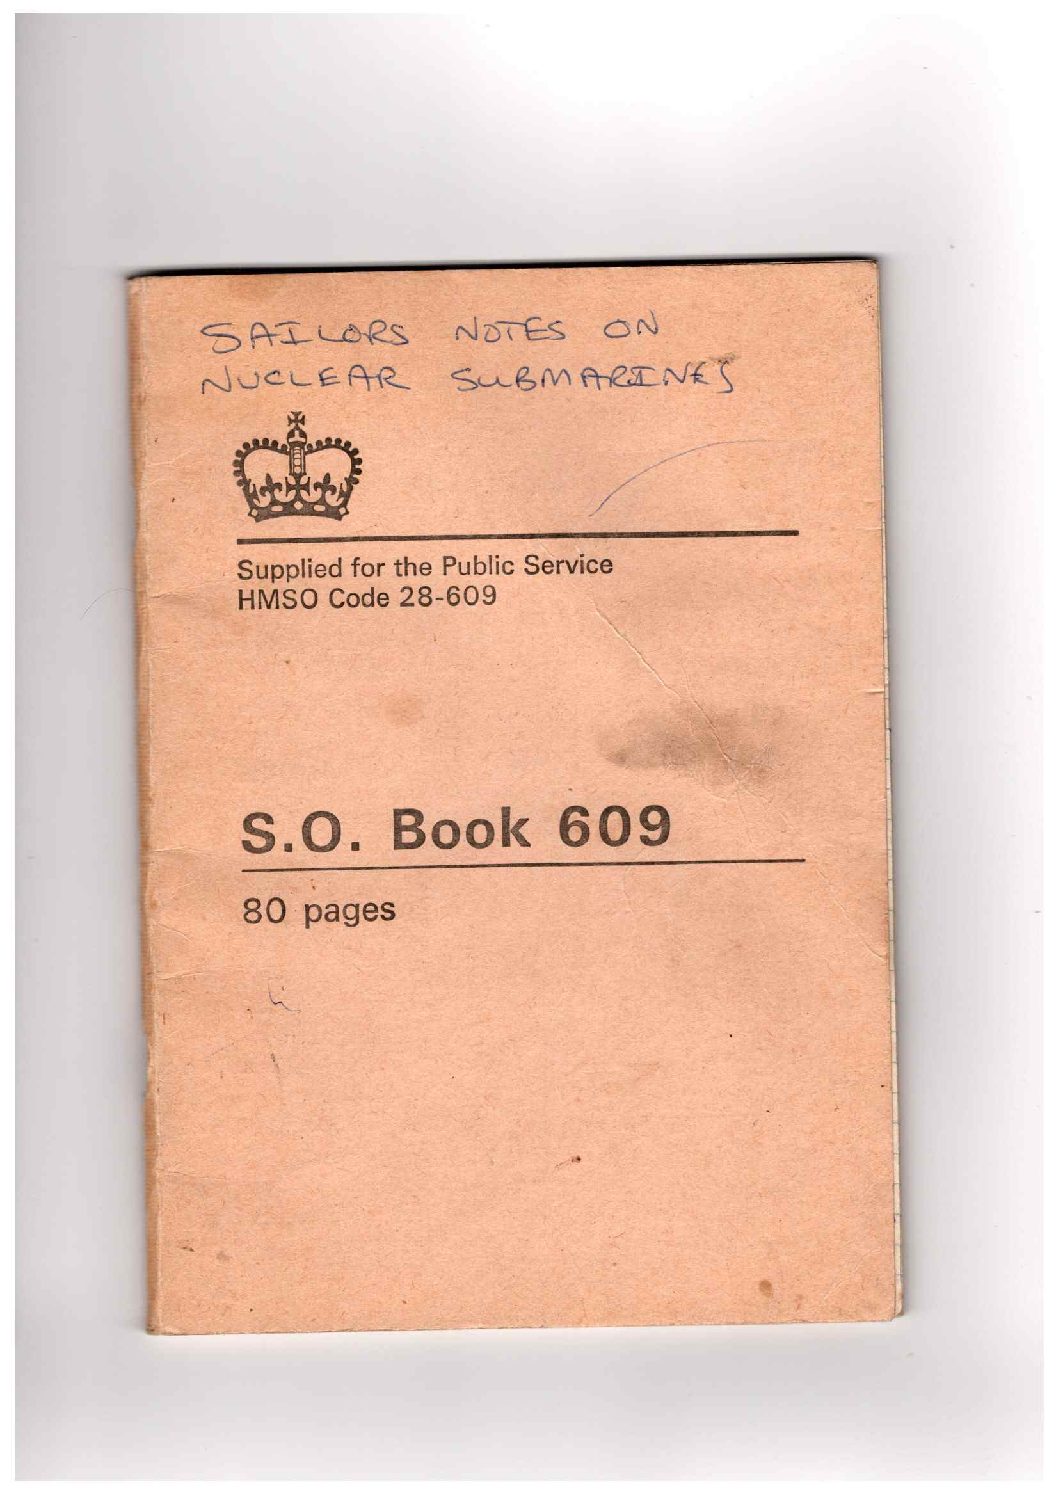 SAILORS NOTES ON
NUCLEAR SUBMARINES
Supplied for the Public Service
HMSO Code 28-609
S.O. Book 609
80 pages